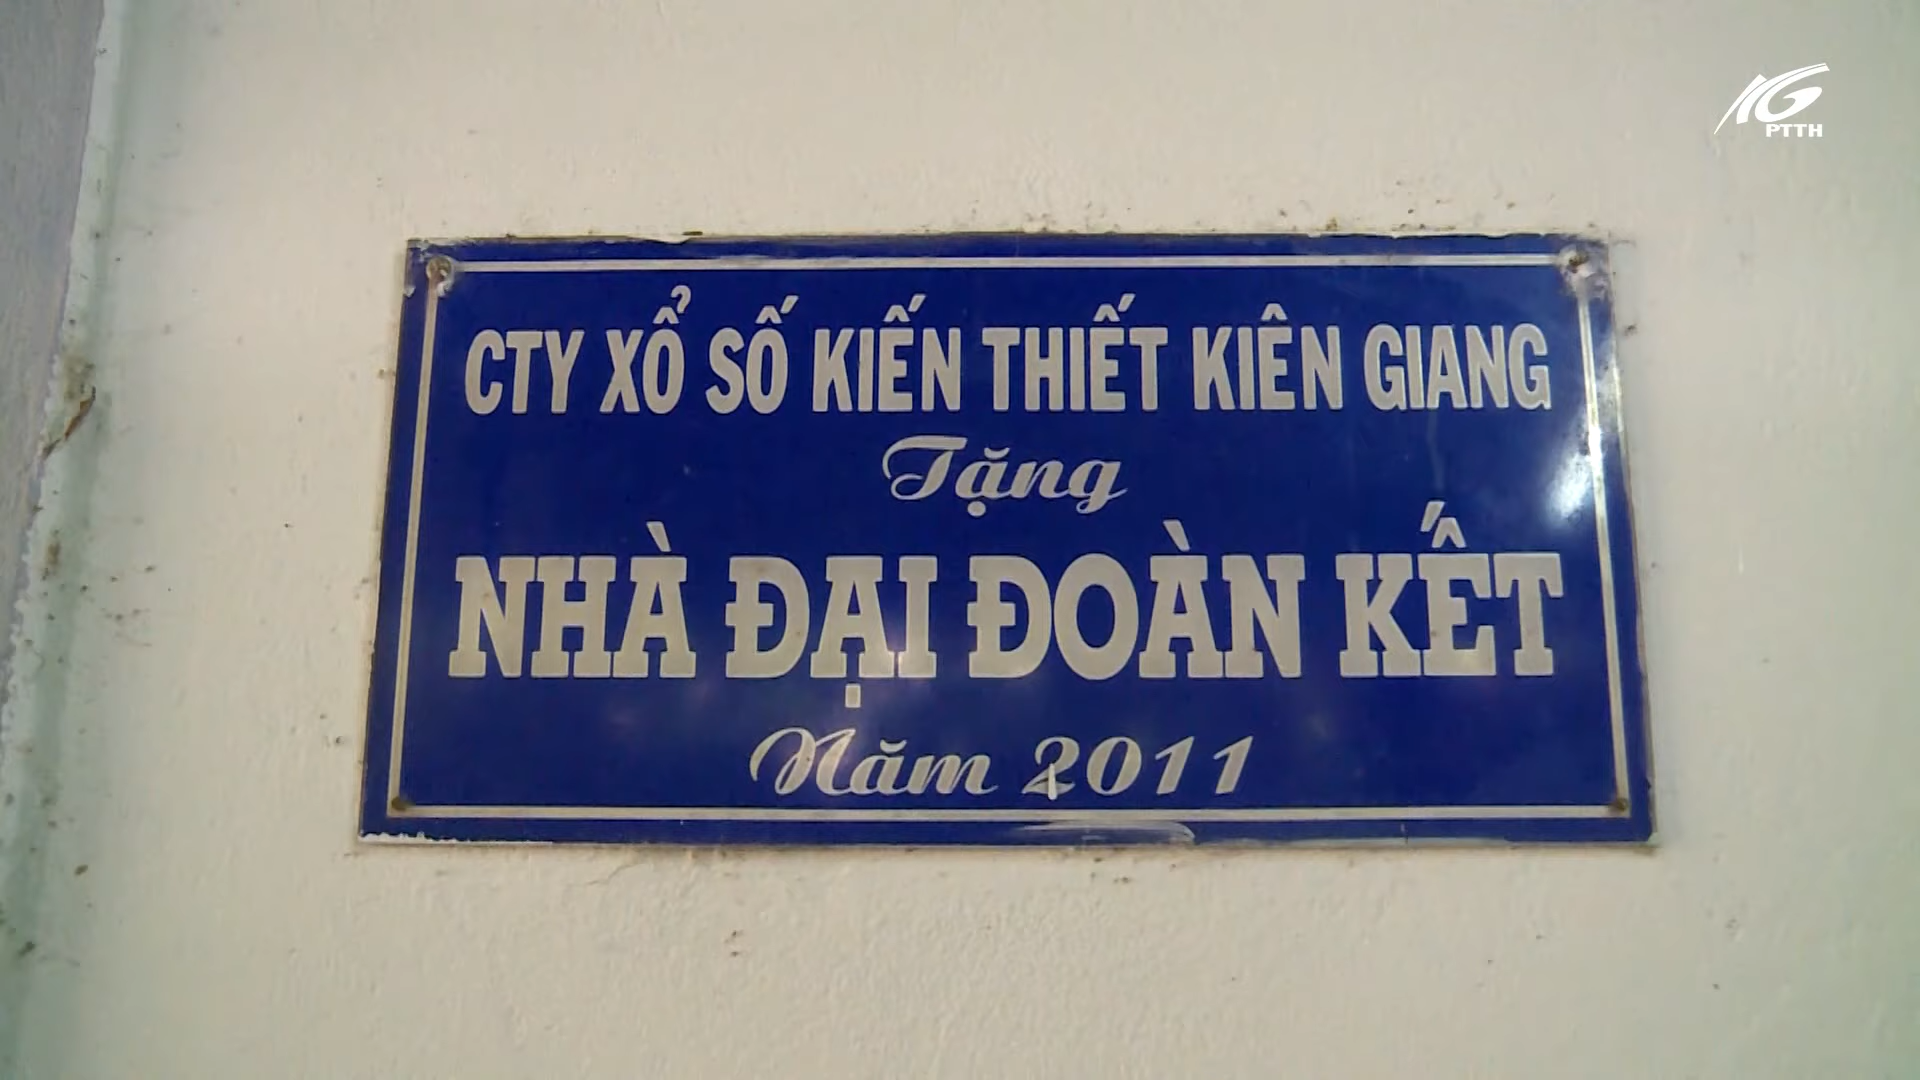 KG
PTTH
CTY XỔ SỐ KIẾN THIẾT KIÊN GIANG
Tặng
NHÀ ĐẠI ĐOÀN KẾT
Năm 2011